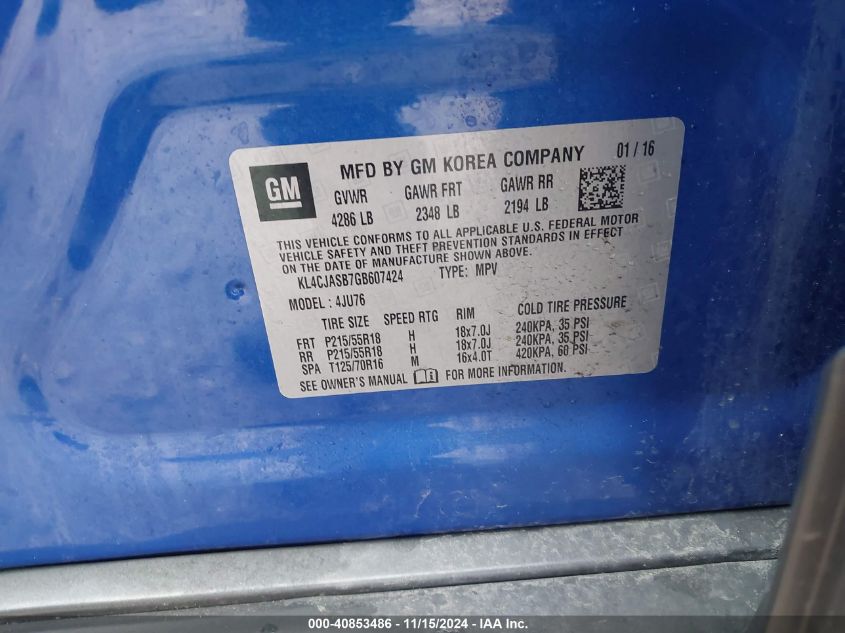 GM
MFD BY GM KOREA COMPANY 01 / 16
GVWR GAWR FRT GAWR RR
4286 LB 2348 LB 2194 LB
THIS VEHICLE CONFORMS TO ALL APPLICABLE U.S. FEDERAL MOTOR
VEHICLE SAFETY AND THEFT PREVENTION STANDARDS IN EFFECT
ON THE DATE OF MANUFACTURE SHOWN ABOVE.
KL4CJASB7GB607424 TYPE: MPV
MODEL : 4JU76
TIRE SIZE SPEED RTG RIM COLD TIRE PRESSURE
FRT P215/55R18 H 18x7.0J 240KPA, 35 PSI
RR P215/55R18 H 18x7.0J 240KPA, 35 PSI
SPA T125/70R16 M 16x4.0T 420KPA, 60 PSI
SEE OWNER'S MANUAL FOR MORE INFORMATION.
000-40853486 - 11/15/2024 - IAA Inc.